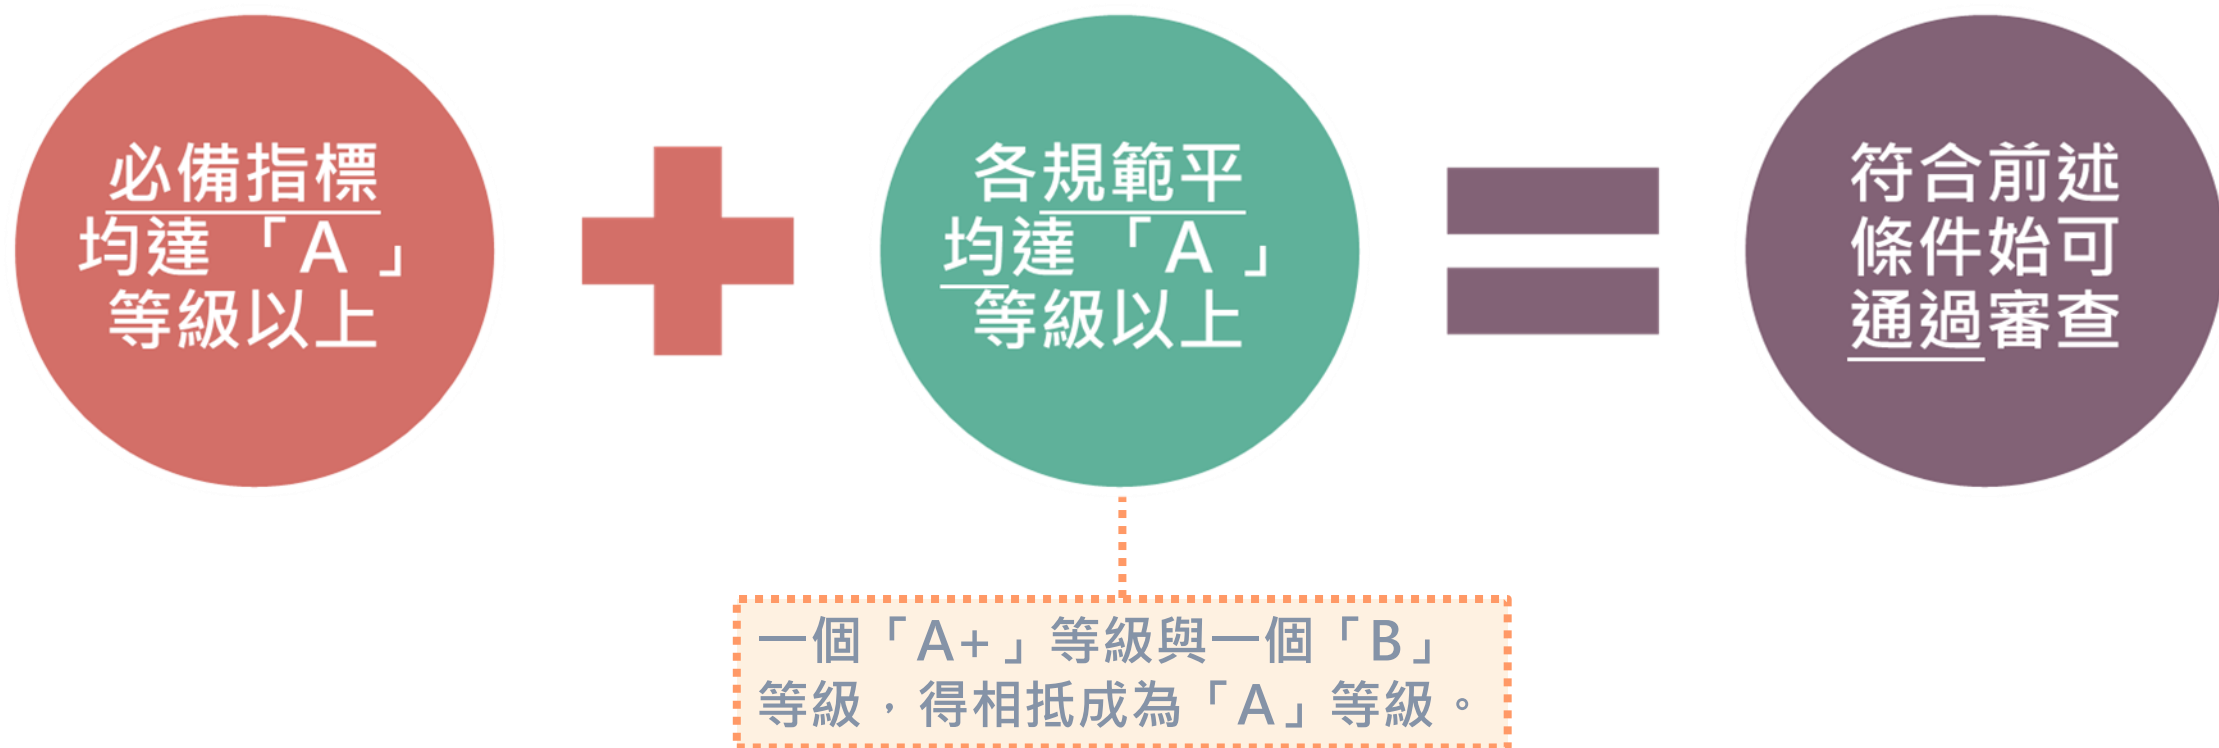 必備指標
均達「A」
等級以上
各規範平
均達「A」
等級以上
符合前述
條件始可
通過審查
一個「A+」等級與一個「B」
等級，得相抵成為「A」等級。